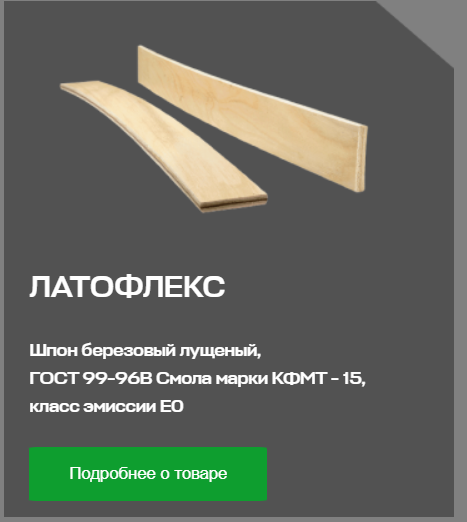 ЛАТОФЛЕКС
Шпон березовый лущеный,
ГОСТ 99-96В Смола марки КФМТ - 15,
класс эмиссии Е0
Подробнее о товаре